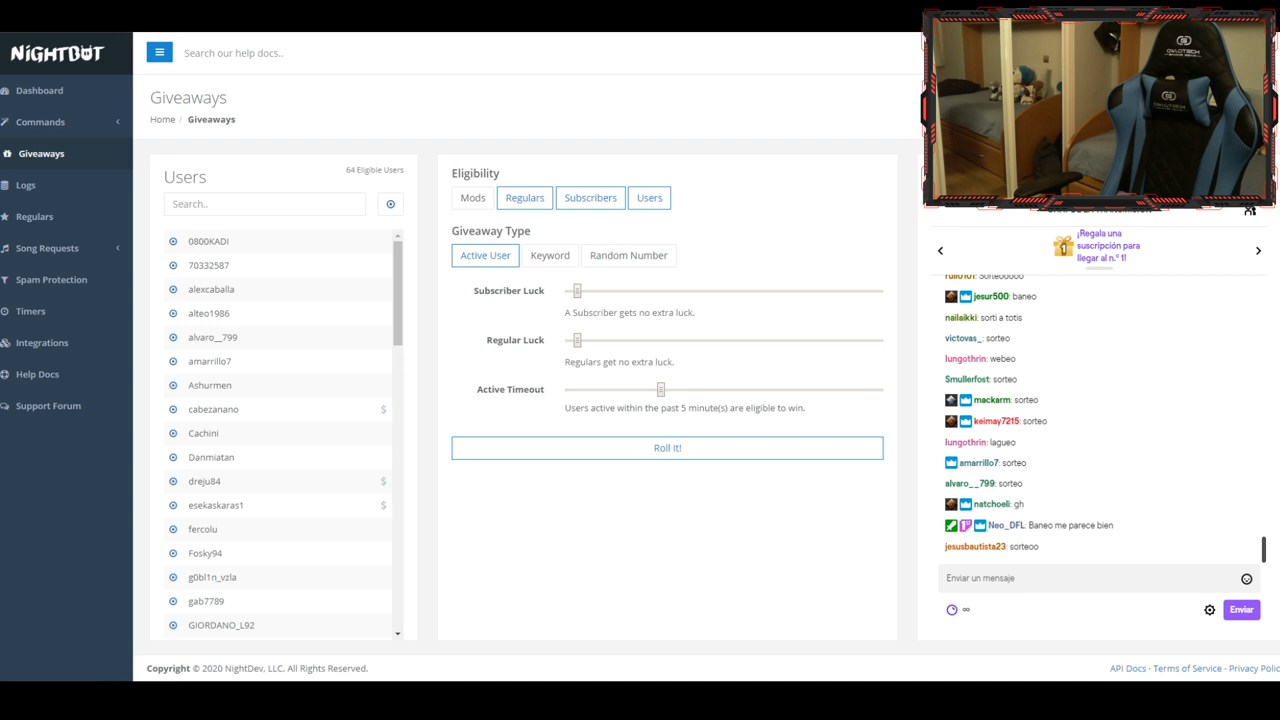 NIGHTBOT
Search our help docs..
Dashboard
Commands
Giveaways
Logs
Regulars
Song Requests
Spam Protection
Timers
Integrations
Help Docs
Support Forum
Giveaways
Home / Giveaways
Users
64 Eligible Users
Search..
0800KADI
70332587
alexcaballa
alteo1986
alvaro__799
amarrillo7
Ashurmen
cabezanano $
Cachini
Danmiatan
dreju84 $
esekaskaras1 $
fercolu
Fosky94
g0bl1n_vzla
gab7789
GIORDANO_L92
Eligibility
Mods Regulars Subscribers Users
Giveaway Type
Active User Keyword Random Number
Subscriber Luck
A Subscriber gets no extra luck.
Regular Luck
Regulars get no extra luck.
Active Timeout
Users active within the past 5 minute(s) are eligible to win.
Roll It!
OWLOTECH
OWLOTECH
¡Regala una
suscripción para
llegar al n.º 1!
jesur500: baneo
nailaikki: sorti a totis
victovas_: sorteo
lungothrin: webeo
Smullerfost: sorteo
mackarm: sorteo
keimay7215: sorteo
lungothrin: lagueo
amarrillo7: sorteo
alvaro__799: sorteo
natchoeli: gh
Neo_DFL: Baneo me parece bien
jesusbautista23: sorteoo
Enviar un mensaje
∞
Enviar
Copyright © 2020 NightDev, LLC. All Rights Reserved.
API Docs · Terms of Service · Privacy Polic